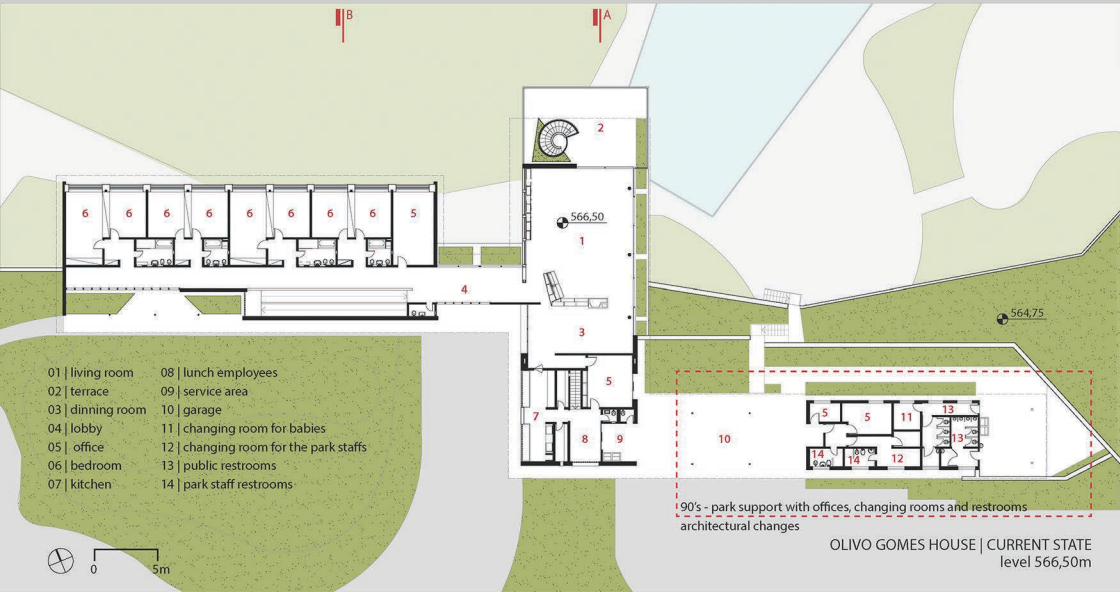 B
A
2
6 6 6 6 6 6 6 6 5
566,50
1
4
3
564,75
01 | living room
02 | terrace
03 | dinning room
04 | lobby
05 | office
06 | bedroom
07 | kitchen
08 | lunch employees
09 | service area
10 | garage
11 | changing room for babies
12 | changing room for the park staffs
13 | public restrooms
14 | park staff restrooms
5
7
8
9
10
5
5
11
13
13
14
14
12
90's - park support with offices, changing rooms and restrooms
architectural changes
OLIVO GOMES HOUSE | CURRENT STATE
level 566,50m
0 5m